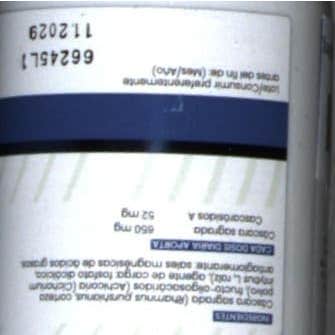 INGREDIENTES
Cáscara sagrada (Rhamnus purshianus, corteza
polvo), fructo-oligosacáridos (Achicoria (Cichorium
intybus L, raíz), agente de carga: fosfato dicálcico,
antiaglomerante: sales magnésicas de ácidos grasos.
CADA DOSIS DIARIA APORTA
Cáscara sagrada 650 mg
Cascarósidos A 52 mg
Lote/Consumir preferentemente
antes del fin de: (Mes/Año)
66245L1
11.2029